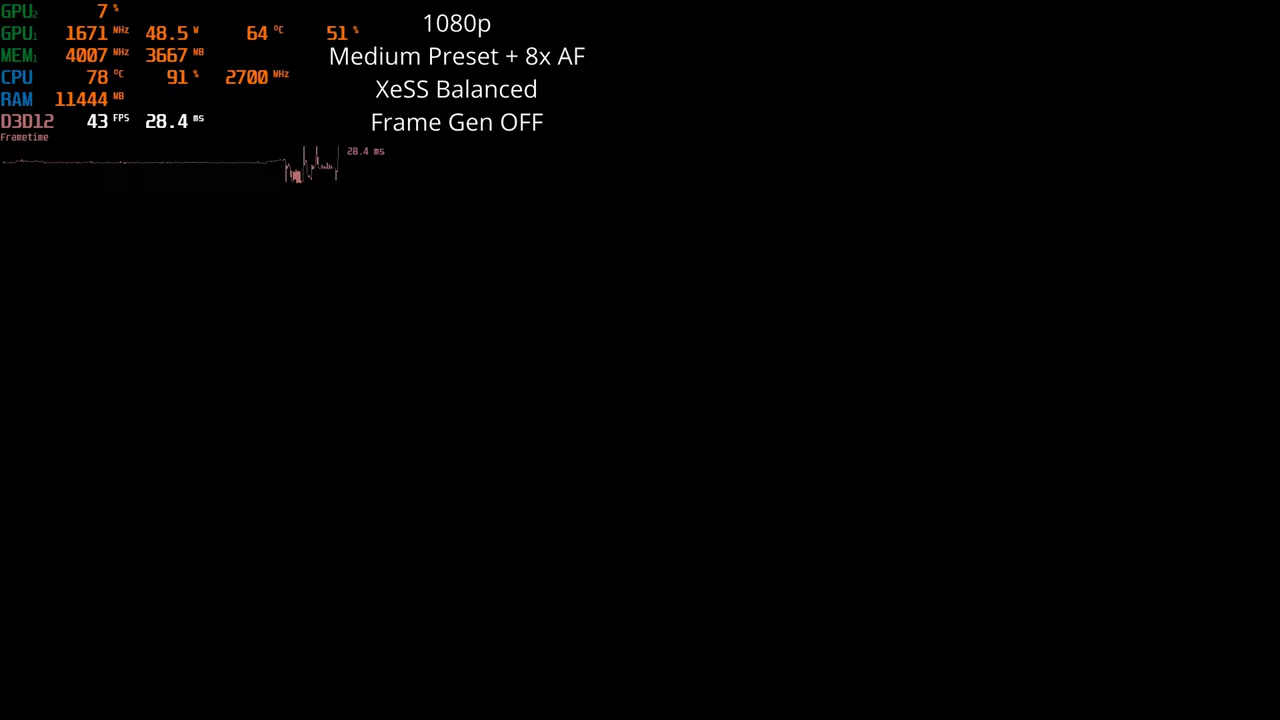 GPU2 7 %
GPU1 1671 MHz 48.5 W 64 °C 51 %
MEM1 4007 MHz 3667 MB
CPU 78 °C 91 % 2700 MHz
RAM 11444 MB
D3D12 43 FPS 28.4 ms
Frametime
28.4 ms
1080p
Medium Preset + 8x AF
XeSS Balanced
Frame Gen OFF